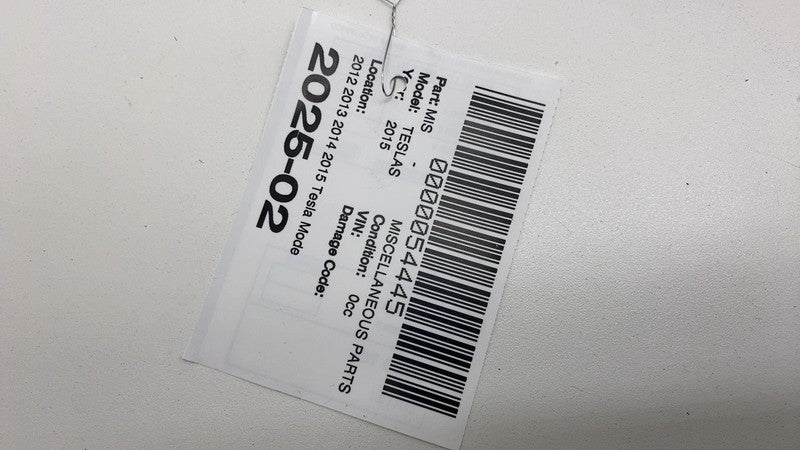 0000054445
Part: MIS - MISCELLANEOUS PARTS
Model: TESLAS Condition: 0cc
Year: 2015 VIN:
Damage Code:
Location:
2012 2013 2014 2015 Tesla Mode
2025-02